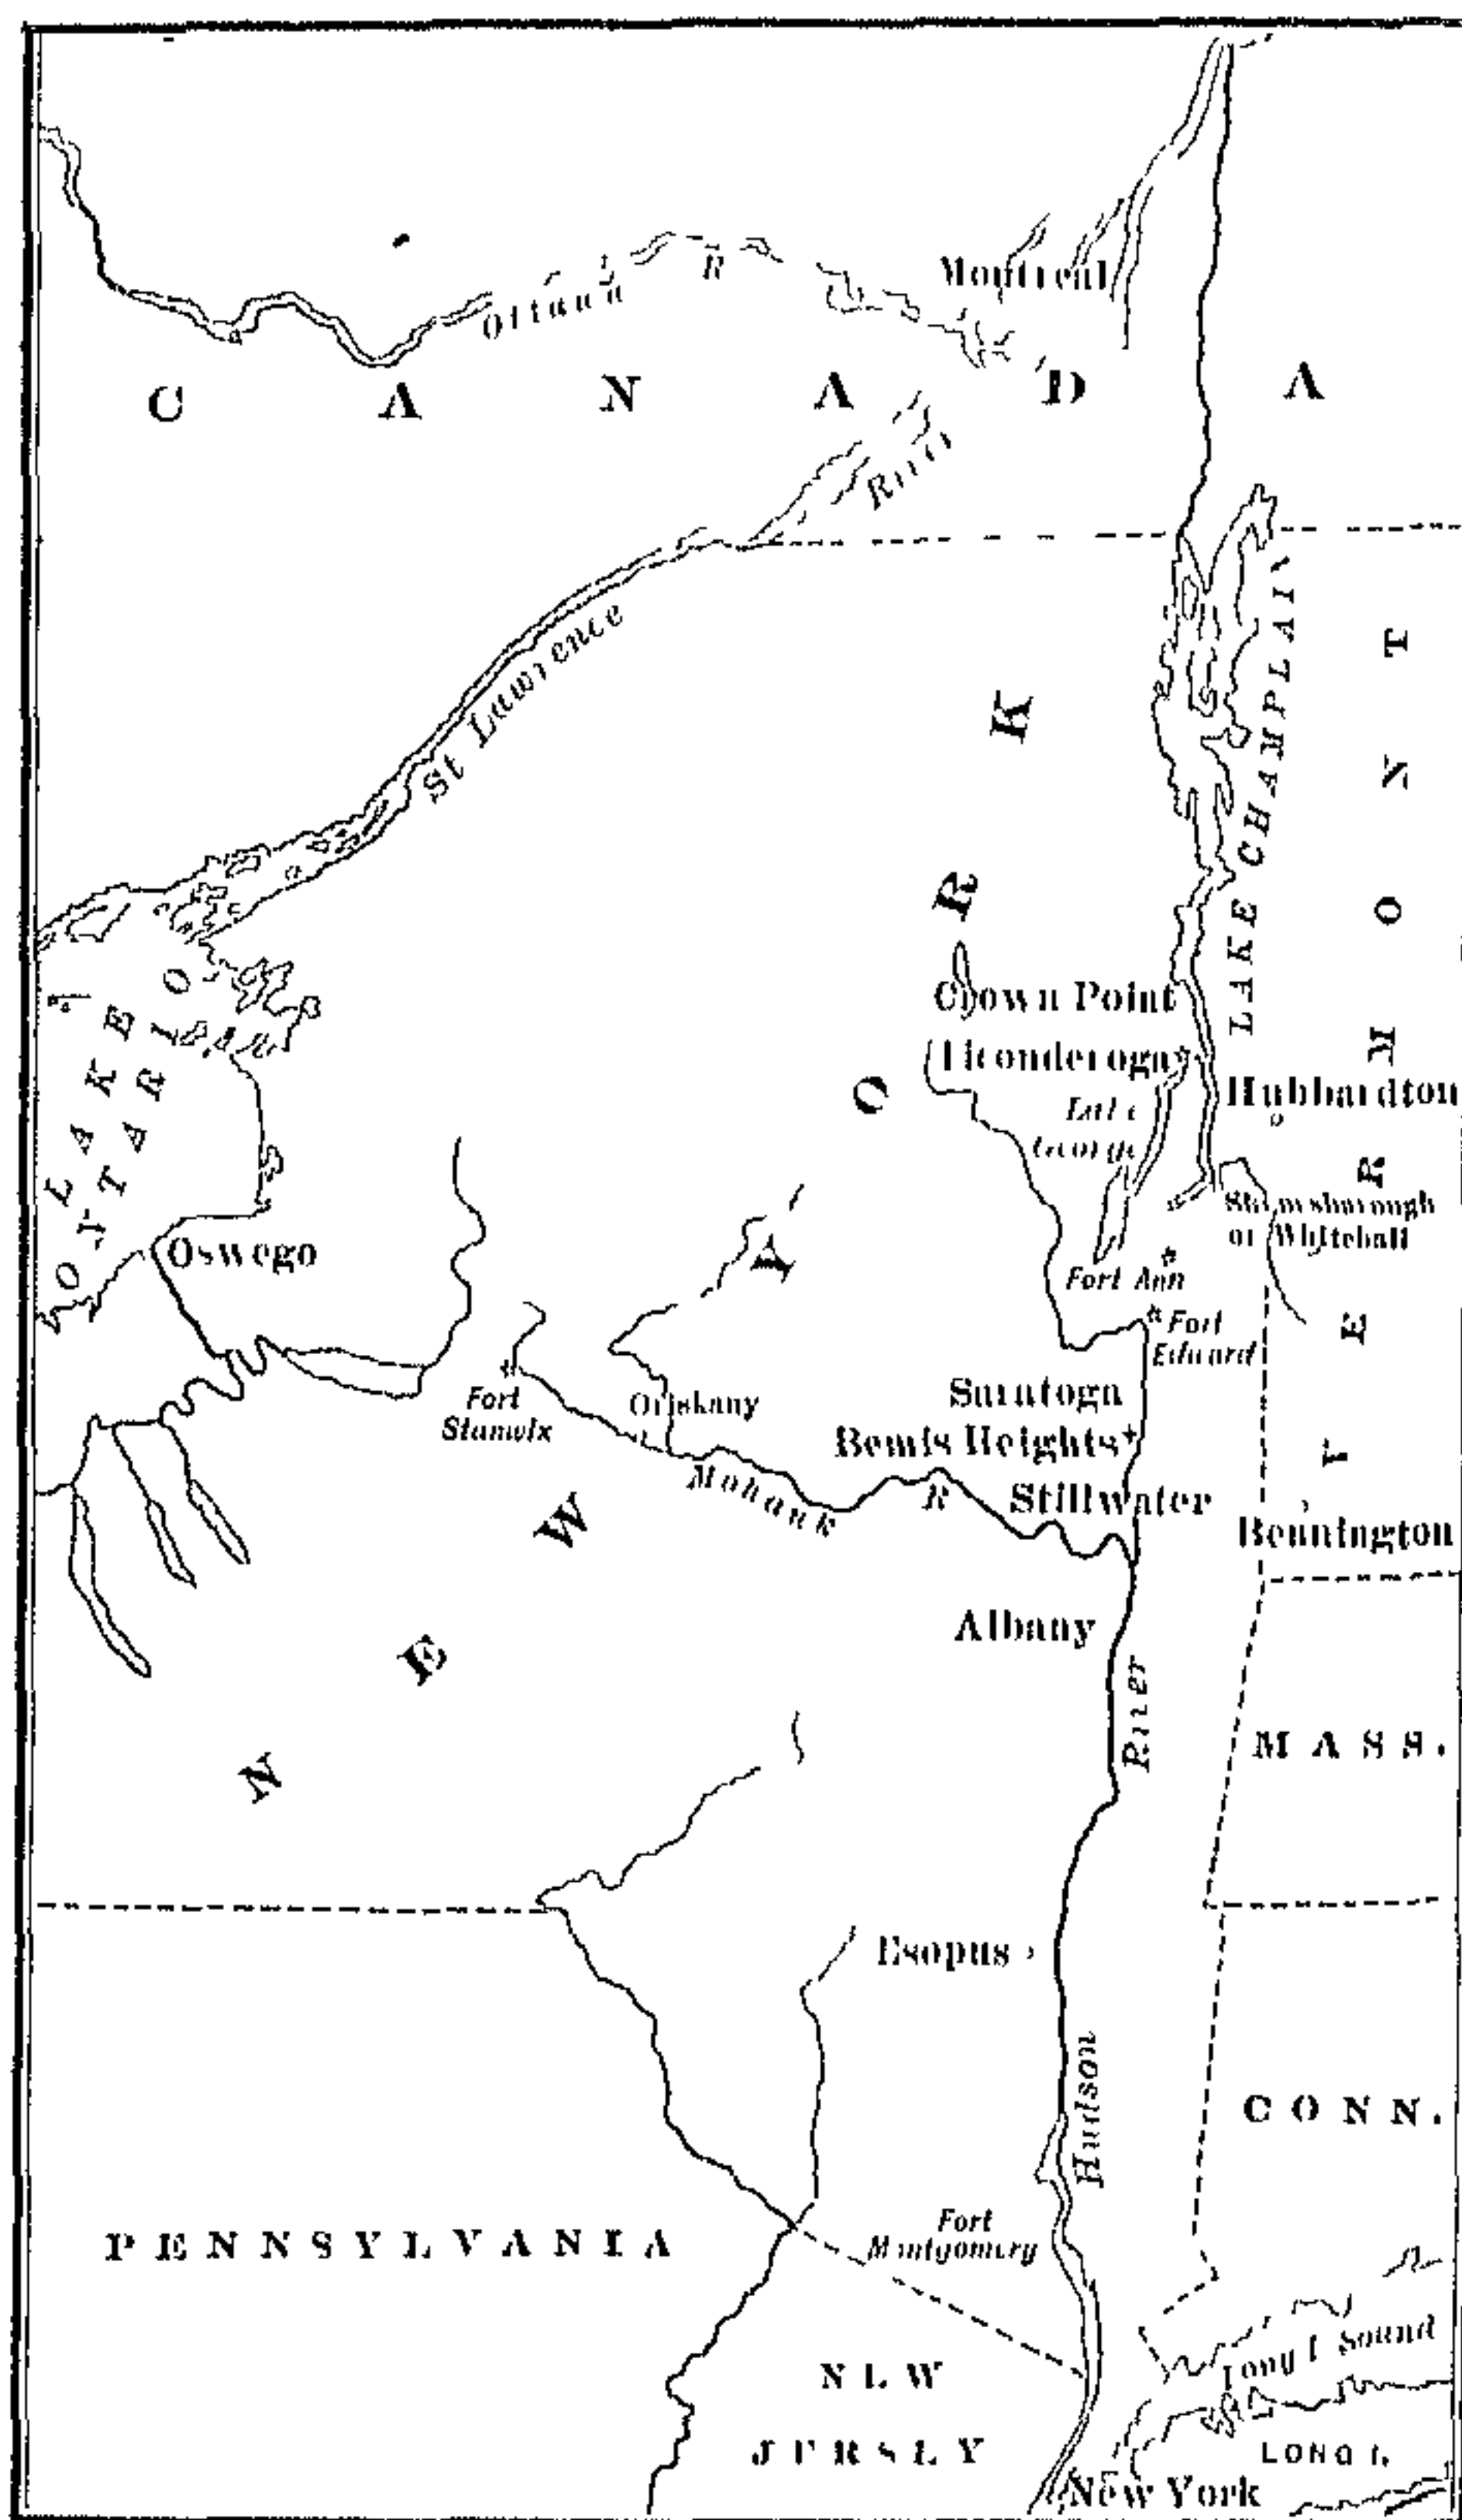 Montreal
Ottawa R
C A N A D A
River
St Lawrence
LAKE CHAMPLAIN
V E R M O N T
N E W Y O R K
LAKE
ONTARIO
Crown Point
Ticonderoga
Lake
George
Hubbardton
Skenesborough
or Whitehall
Oswego
Fort Ann
Fort
Edward
Fort
Stanwix
Oriskany
Saratoga
Bemis Heights
Mohawk R
Stillwater
Bennington
Albany
MASS.
Hudson River
Esopus
CONN.
PENNSYLVANIA
Fort
Montgomery
Long I Sound
NEW
JERSEY
LONG I.
New York